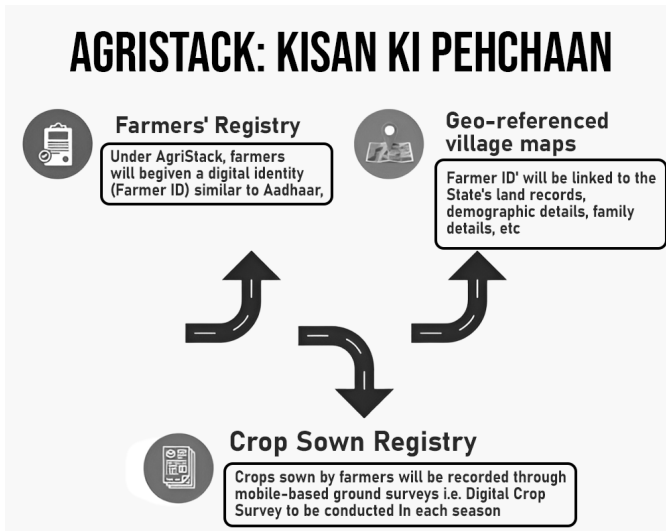 AGRISTACK: KISAN KI PEHCHAAN
Farmers' Registry
Under AgriStack, farmers
will begiven a digital identity
(Farmer ID) similar to Aadhaar,
Geo-referenced
village maps
Farmer ID' will be linked to the
State's land records,
demographic details, family
details, etc
Crop Sown Registry
Crops sown by farmers will be recorded through
mobile-based ground surveys i.e. Digital Crop
Survey to be conducted In each season